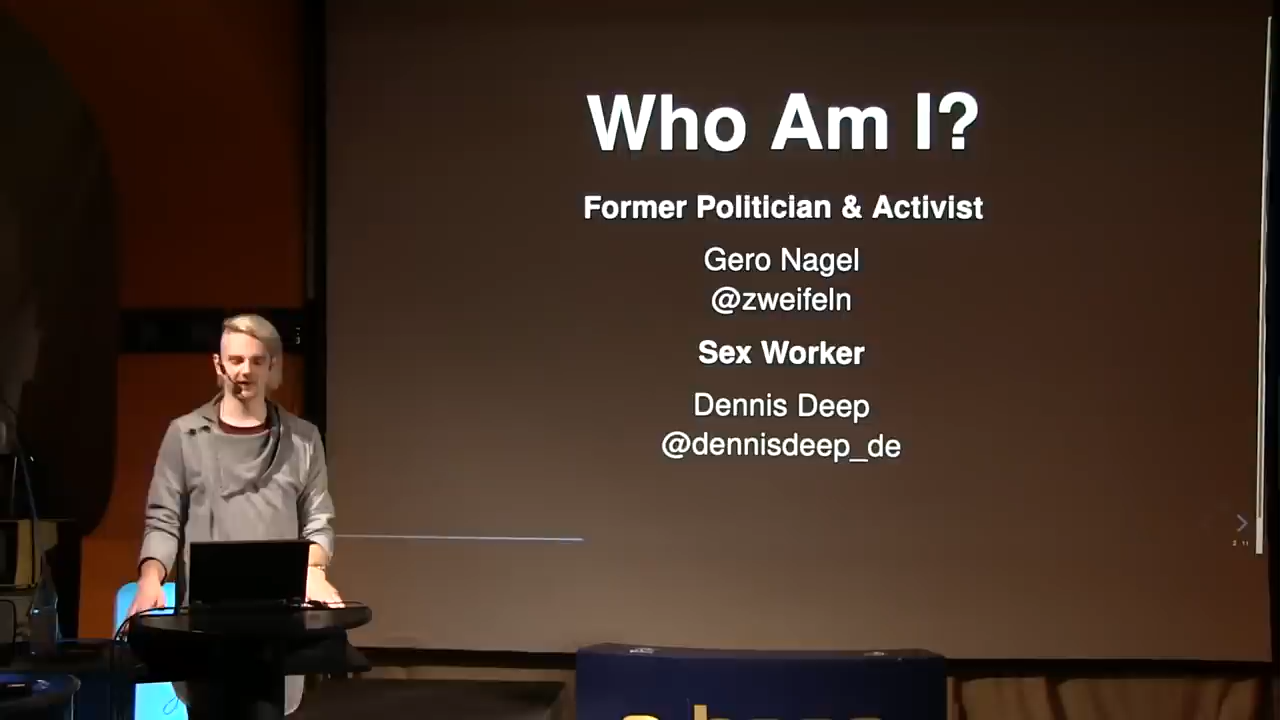 Who Am I?
Former Politician & Activist
Gero Nagel
@zweifeln
Sex Worker
Dennis Deep
@dennisdeep_de